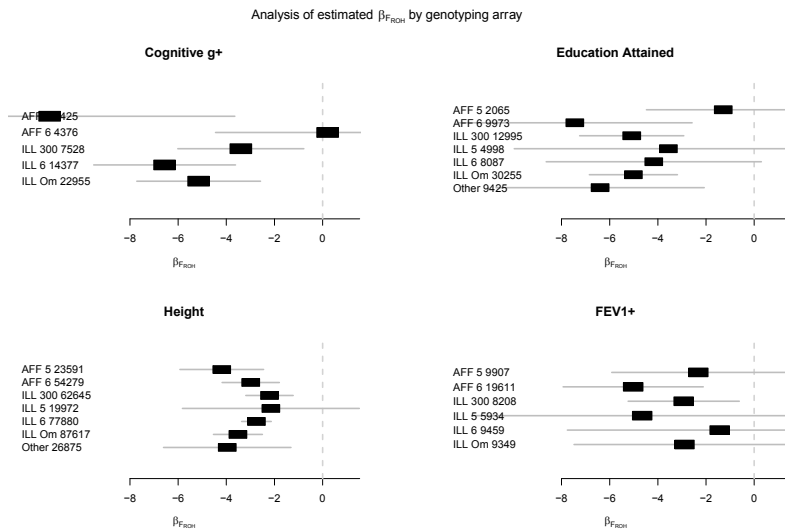 Analysis of estimated βFROH by genotyping array
Cognitive g+
AFF 425
AFF 6 4376
ILL 300 7528
ILL 6 14377
ILL Om 22955
−8 −6 −4 −2 0
βFROH
Education Attained
AFF 5 2065
AFF 6 9973
ILL 300 12995
ILL 5 4998
ILL 6 8087
ILL Om 30255
Other 9425
−8 −6 −4 −2 0
βFROH
Height
AFF 5 23591
AFF 6 54279
ILL 300 62645
ILL 5 19972
ILL 6 77880
ILL Om 87617
Other 26875
−8 −6 −4 −2 0
βFROH
FEV1+
AFF 5 9907
AFF 6 19611
ILL 300 8208
ILL 5 5934
ILL 6 9459
ILL Om 9349
−8 −6 −4 −2 0
βFROH